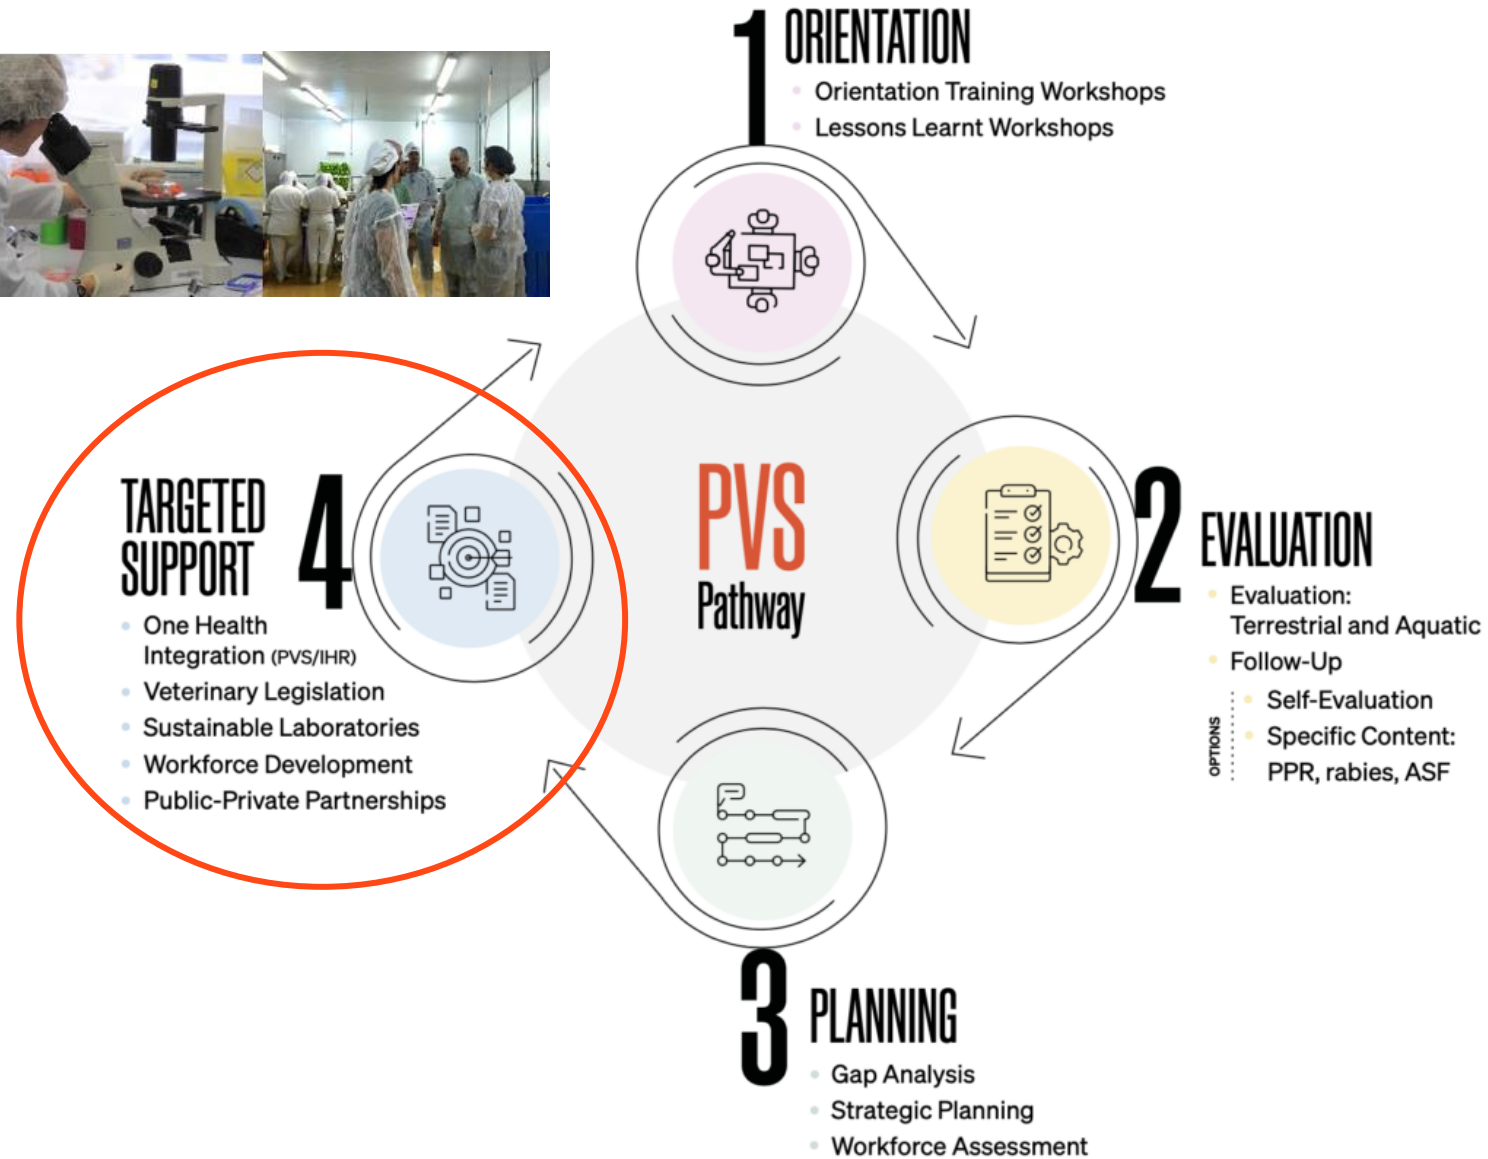 1
ORIENTATION
Orientation Training Workshops
Lessons Learnt Workshops
PVS
Pathway
2
EVALUATION
Evaluation:
Terrestrial and Aquatic
Follow-Up
OPTIONS
Self-Evaluation
Specific Content:
PPR, rabies, ASF
3
PLANNING
Gap Analysis
Strategic Planning
Workforce Assessment
4
TARGETED
SUPPORT
One Health
Integration (PVS/IHR)
Veterinary Legislation
Sustainable Laboratories
Workforce Development
Public-Private Partnerships